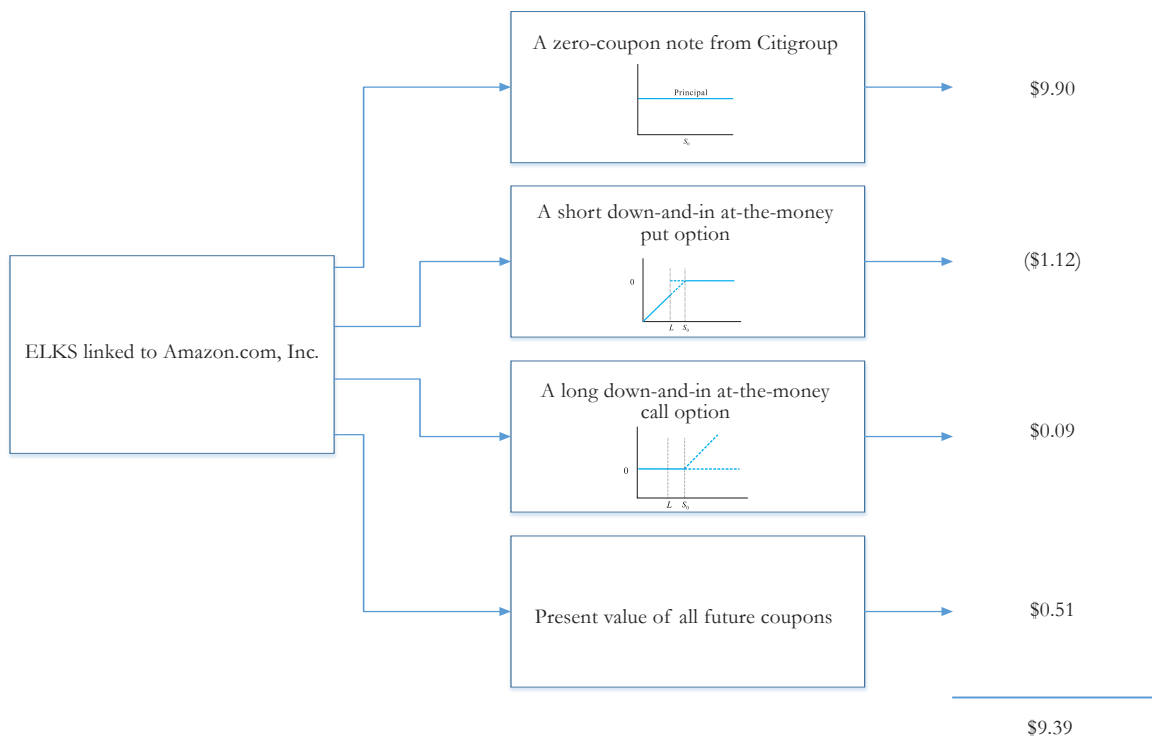 A zero-coupon note from Citigroup
Principal
S₀
$9.90
A short down-and-in at-the-money
put option
0
L S₀
($1.12)
ELKS linked to Amazon.com, Inc.
A long down-and-in at-the-money
call option
0
L S₀
$0.09
Present value of all future coupons
$0.51
$9.39